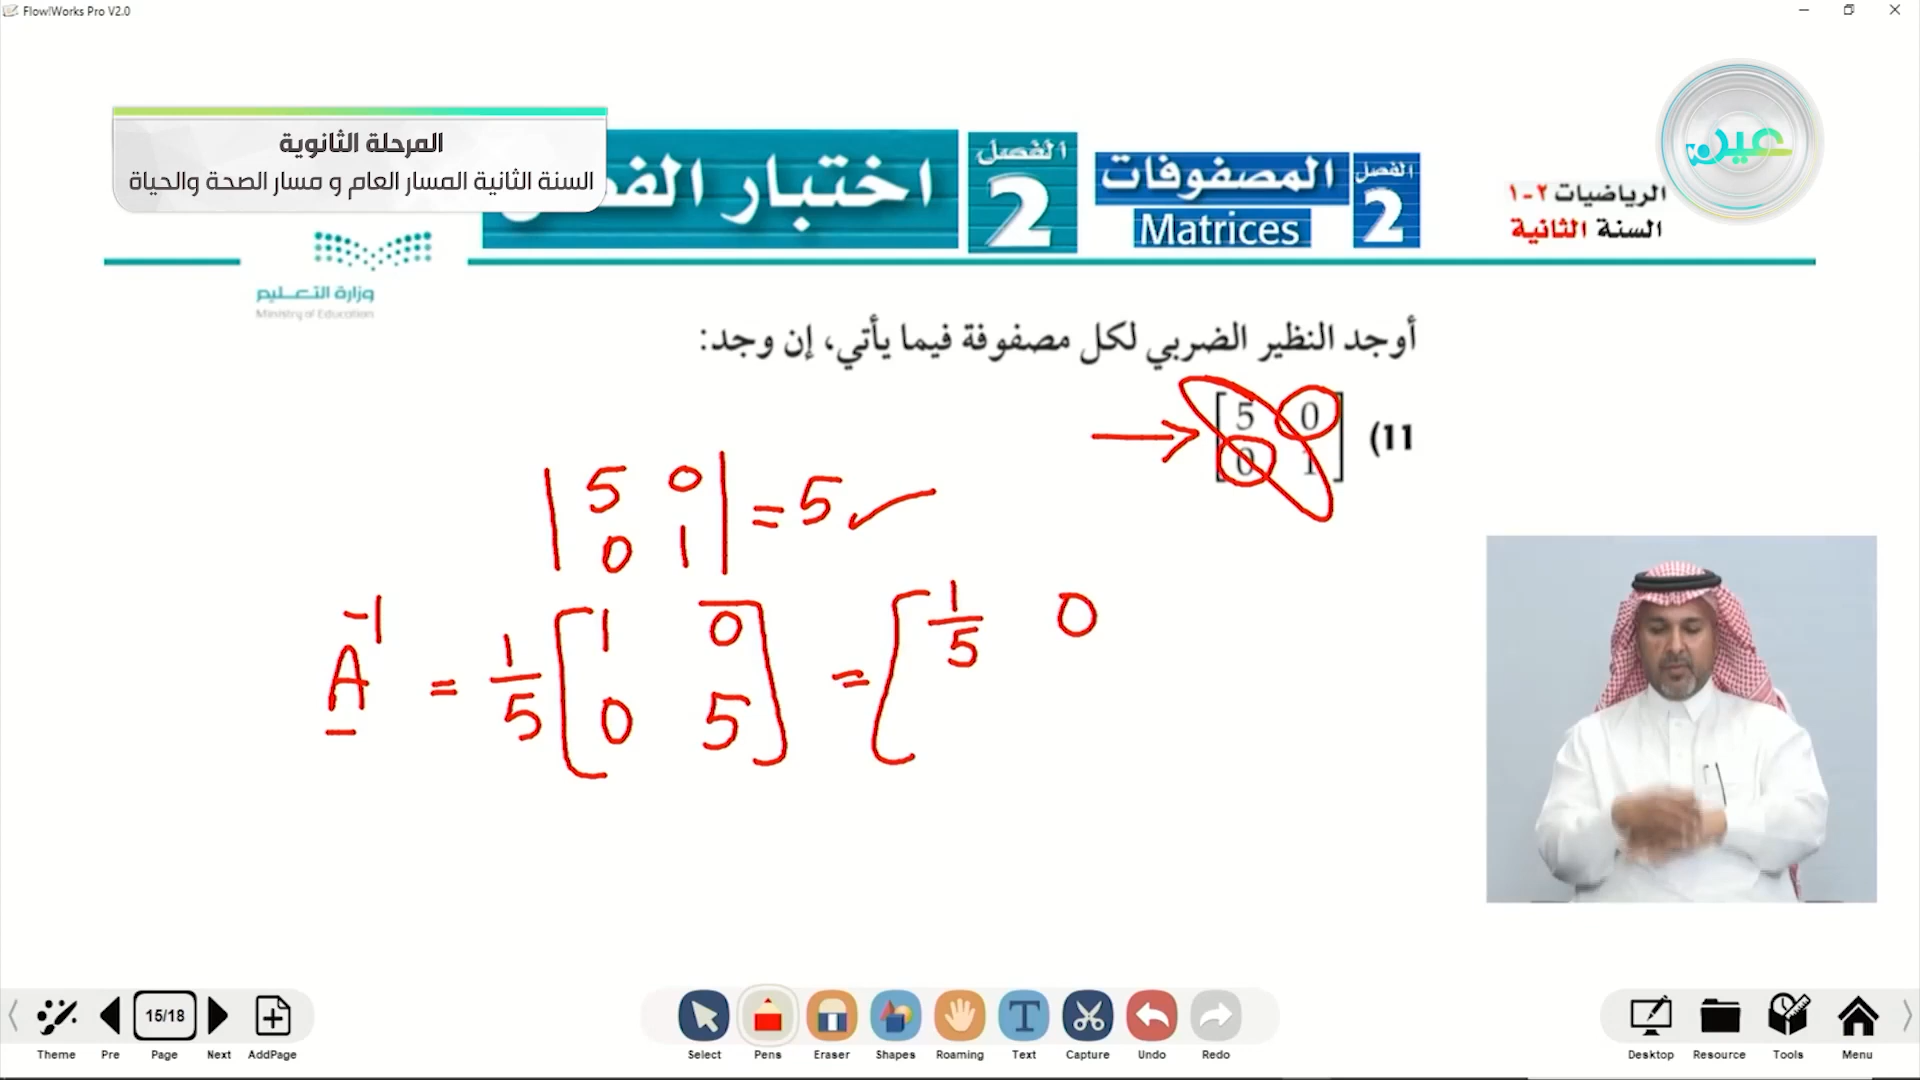 Flow!Works Pro V2.0
المرحلة الثانوية
السنة الثانية المسار العام و مسار الصحة والحياة
اختبار
الفصل 2
المصفوفات
Matrices
الفصل 2
الرياضيات ٢-١
السنة الثانية
عين
وزارة التعليم
Ministry of Education
أوجد النظير الضربي لكل مصفوفة فيما يأتي، إن وجد:
(11
[5 0
0 1]
|5 0
0 1| = 5 ✓
A⁻¹ = 1/5 [1 0
0 5] = [1/5 0
15/18
Theme Pre Page Next AddPage
Select Pens Eraser Shapes Roaming Text Capture Undo Redo
Desktop Resource Tools Menu